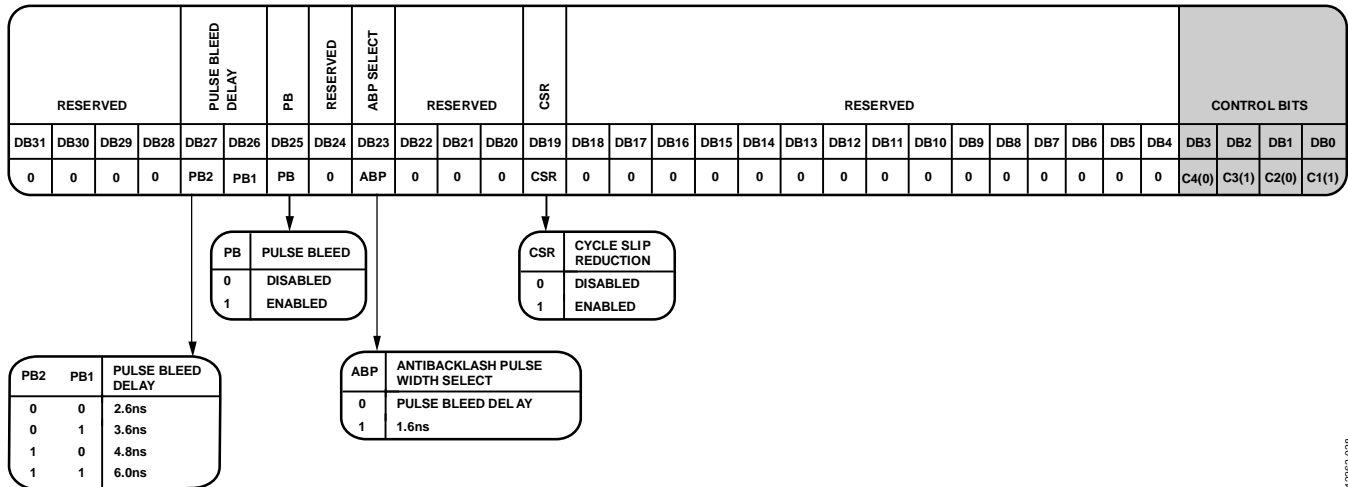 RESERVED PULSE BLEED DELAY PB RESERVED ABP SELECT RESERVED CSR RESERVED CONTROL BITS
DB31 DB30 DB29 DB28 DB27 DB26 DB25 DB24 DB23 DB22 DB21 DB20 DB19 DB18 DB17 DB16 DB15 DB14 DB13 DB12 DB11 DB10 DB9 DB8 DB7 DB6 DB5 DB4 DB3 DB2 DB1 DB0
0 0 0 0 PB2 PB1 PB 0 ABP 0 0 0 CSR 0 0 0 0 0 0 0 0 0 0 0 0 0 0 0 C4(0) C3(1) C2(0) C1(1)
PB PULSE BLEED
0 DISABLED
1 ENABLED
CSR CYCLE SLIP
REDUCTION
0 DISABLED
1 ENABLED
PB2 PB1 PULSE BLEED
DELAY
0 0 2.6ns
0 1 3.6ns
1 0 4.8ns
1 1 6.0ns
ABP ANTIBACKLASH PULSE
WIDTH SELECT
0 PULSE BLEED DELAY
1 1.6ns